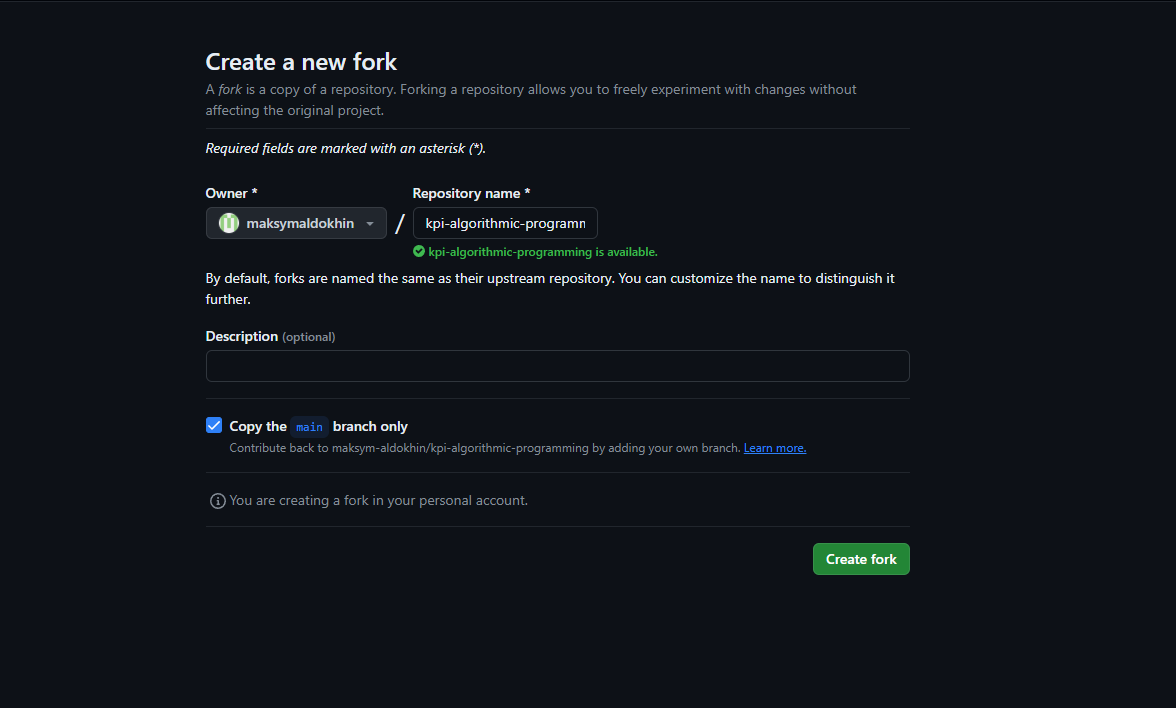 Create a new fork
A fork is a copy of a repository. Forking a repository allows you to freely experiment with changes without
affecting the original project.
Required fields are marked with an asterisk (*).
Owner *
Repository name *
maksymaldokhin
/
kpi-algorithmic-programm
kpi-algorithmic-programming is available.
By default, forks are named the same as their upstream repository. You can customize the name to distinguish it
further.
Description (optional)
Copy the main branch only
Contribute back to maksym-aldokhin/kpi-algorithmic-programming by adding your own branch. Learn more.
You are creating a fork in your personal account.
Create fork